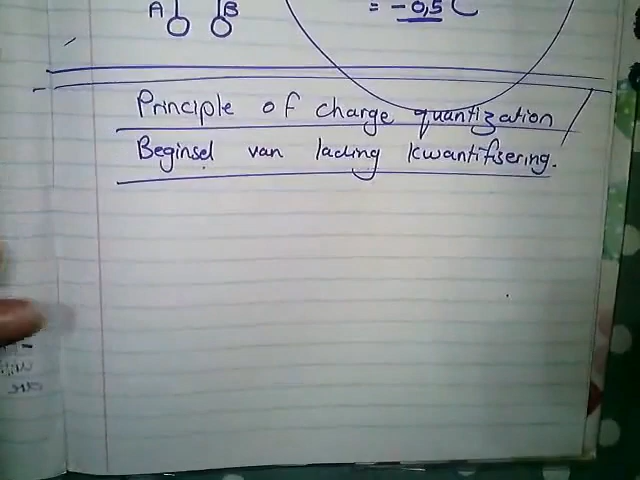 A B = -0,5 C
Principle of charge quantization /
Beginsel van lading kwantifisering.